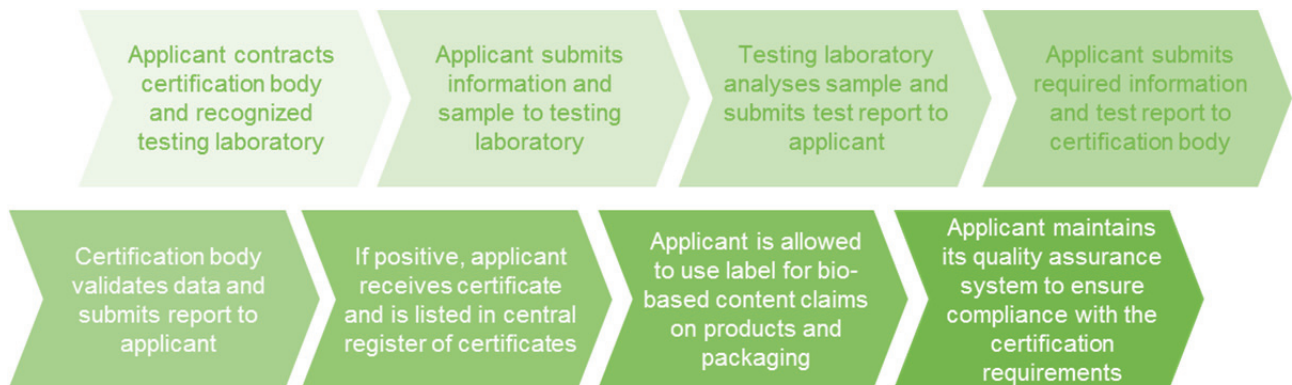 Applicant contracts
certification body
and recognized
testing laboratory
Applicant submits
information and
sample to testing
laboratory
Testing laboratory
analyses sample and
submits test report to
applicant
Applicant submits
required information
and test report to
certification body
Certification body
validates data and
submits report to
applicant
If positive, applicant
receives certificate
and is listed in central
register of certificates
Applicant is allowed
to use label for bio-
based content claims
on products and
packaging
Applicant maintains
its quality assurance
system to ensure
compliance with the
certification
requirements